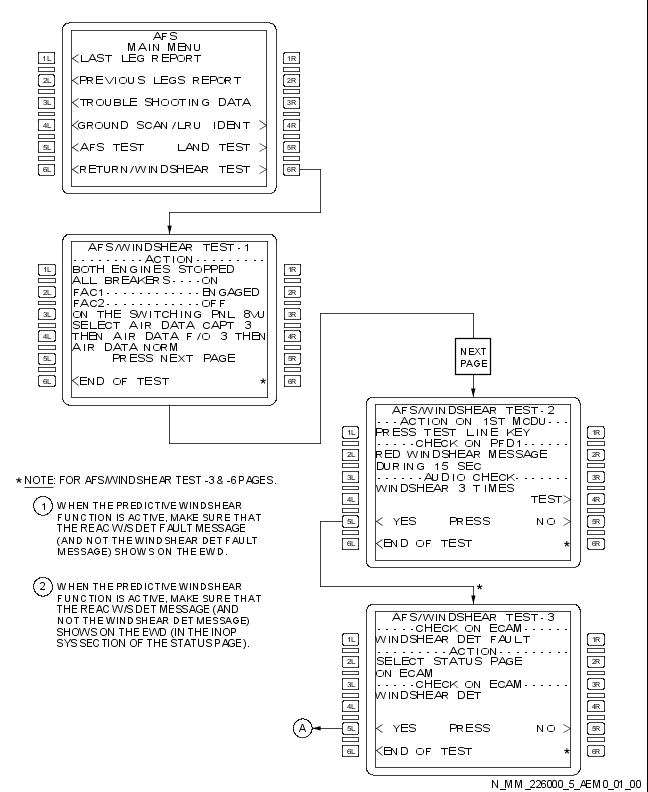 AFS
MAIN MENU
1L <LAST LEG REPORT 1R
2L <PREVIOUS LEGS REPORT 2R
3L <TROUBLE SHOOTING DATA 3R
4L <GROUND SCAN/LRU IDENT > 4R
5L <AFS TEST LAND TEST > 5R
6L <RETURN/WINDSHEAR TEST > 6R
AFS/WINDSHEAR TEST-1
---------ACTION---------
1L BOTH ENGINES STOPPED 1R
ALL BREAKERS----ON
2L FAC1------------ENGAGED 2R
FAC2------------OFF
3L ON THE SWITCHING PNL 8VU 3R
SELECT AIR DATA CAPT 3
4L THEN AIR DATA F/O 3 THEN 4R
AIR DATA NORM
5L PRESS NEXT PAGE 5R
6L <END OF TEST * 6R
NEXT
PAGE
AFS/WINDSHEAR TEST-2
---ACTION ON 1ST MCDU---
1L PRESS TEST LINE KEY 1R
-----CHECK ON PFD1------
2L RED WINDSHEAR MESSAGE 2R
DURING 15 SEC
3L ------AUDIO CHECK------- 3R
WINDSHEAR 3 TIMES
4L TEST> 4R
5L < YES PRESS NO > 5R
6L <END OF TEST * 6R
* NOTE: FOR AFS/WINDSHEAR TEST -3 & -6 PAGES.
1 WHEN THE PREDICTIVE WINDSHEAR
FUNCTION IS ACTIVE, MAKE SURE THAT
THE REAC W/S DET FAULT MESSAGE
(AND NOT THE WINDSHEAR DET FAULT
MESSAGE) SHOWS ON THE EWD.
2 WHEN THE PREDICTIVE WINDSHEAR
FUNCTION IS ACTIVE, MAKE SURE THAT
THE REAC W/S DET MESSAGE (AND
NOT THE WINDSHEAR DET MESSAGE)
SHOWS ON THE EWD (IN THE INOP
SYS SECTION OF THE STATUS PAGE).
*
AFS/WINDSHEAR TEST-3
-----CHECK ON ECAM------
1L WINDSHEAR DET FAULT 1R
---------ACTION---------
2L SELECT STATUS PAGE 2R
ON ECAM
3L -----CHECK ON ECAM------ 3R
WINDSHEAR DET
4L 4R
A 5L < YES PRESS NO > 5R
6L <END OF TEST * 6R
N_MM_226000_5_AEM0_01_00